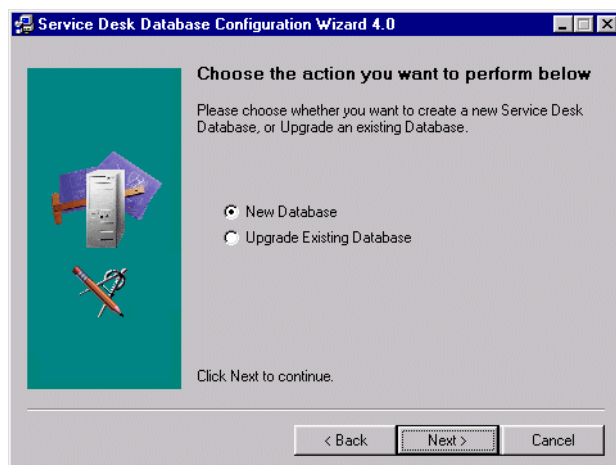 Service Desk Database Configuration Wizard 4.0
Choose the action you want to perform below
Please choose whether you want to create a new Service Desk
Database, or Upgrade an existing Database.
New Database
Upgrade Existing Database
Click Next to continue.
< Back
Next >
Cancel